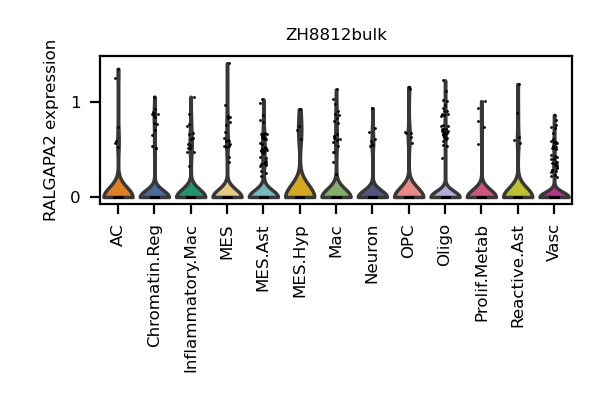 ZH8812bulk
RALGAPA2 expression
1
0
AC
Chromatin.Reg
Inflammatory.Mac
MES
MES.Ast
MES.Hyp
Mac
Neuron
OPC
Oligo
Prolif.Metab
Reactive.Ast
Vasc